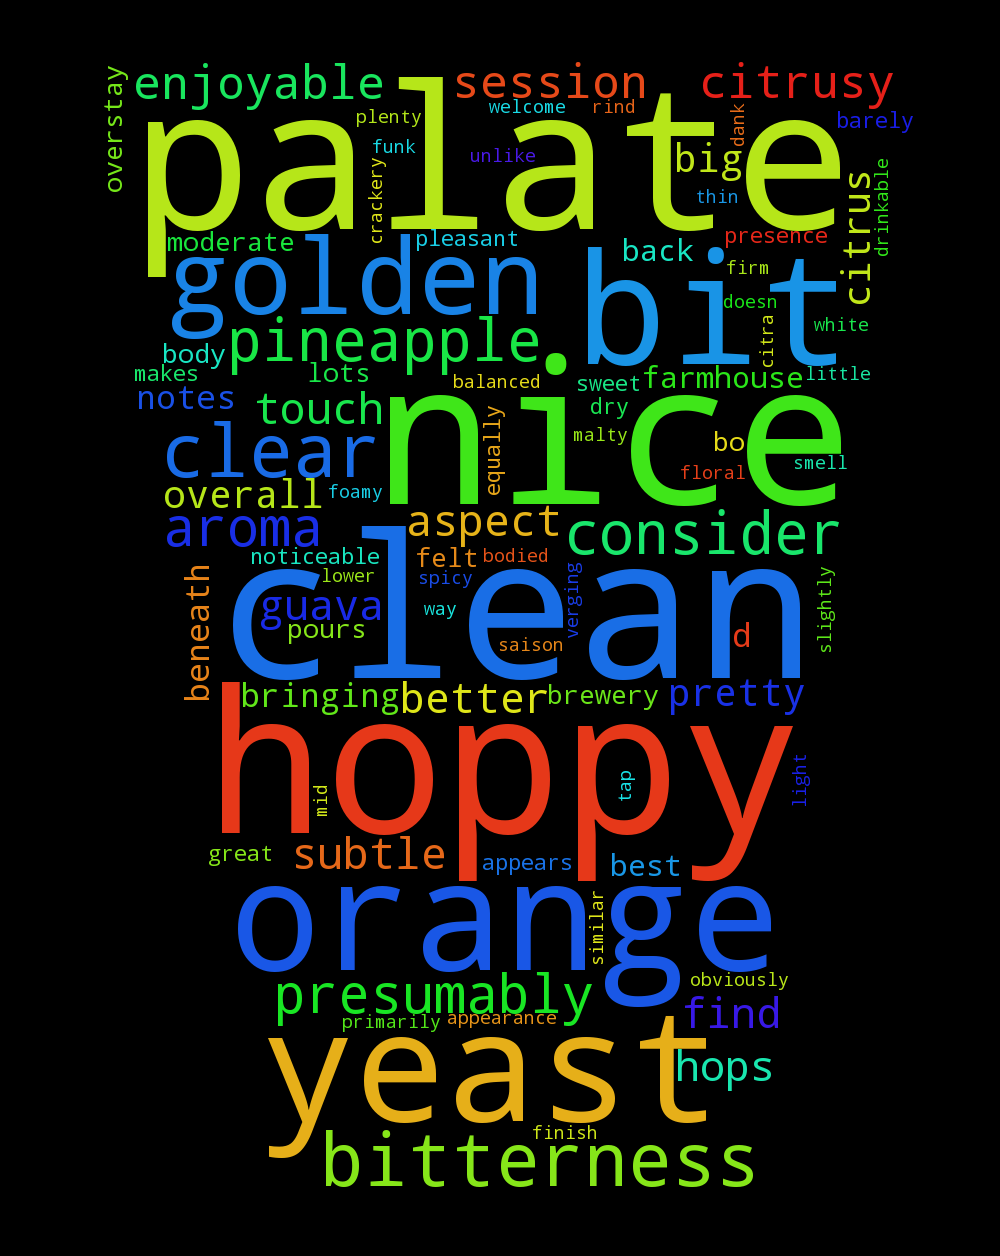 overstay
enjoyable
session
citrusy
palate
plenty
welcome
rind
dank
barely
funk
unlike
big
crackery
thin
citrus
drinkable
moderate
golden
pleasant
back
presence
bit
firm
doesn
citra
white
body
pineapple
makes
lots
balanced
sweet
farmhouse
little
notes
touch
nice
equally
dry
malty
bo
floral
smell
clear
overall
foamy
aroma
aspect
consider
noticeable
felt
bodied
lower
spicy
verging
slightly
clean
beneath
guava
way
pours
saison
d
bringing
better
brewery
pretty
hoppy
mid
tap
light
great
subtle
appears
best
orange
similar
presumably
obviously
primarily
appearance
find
yeast
hops
finish
bitterness